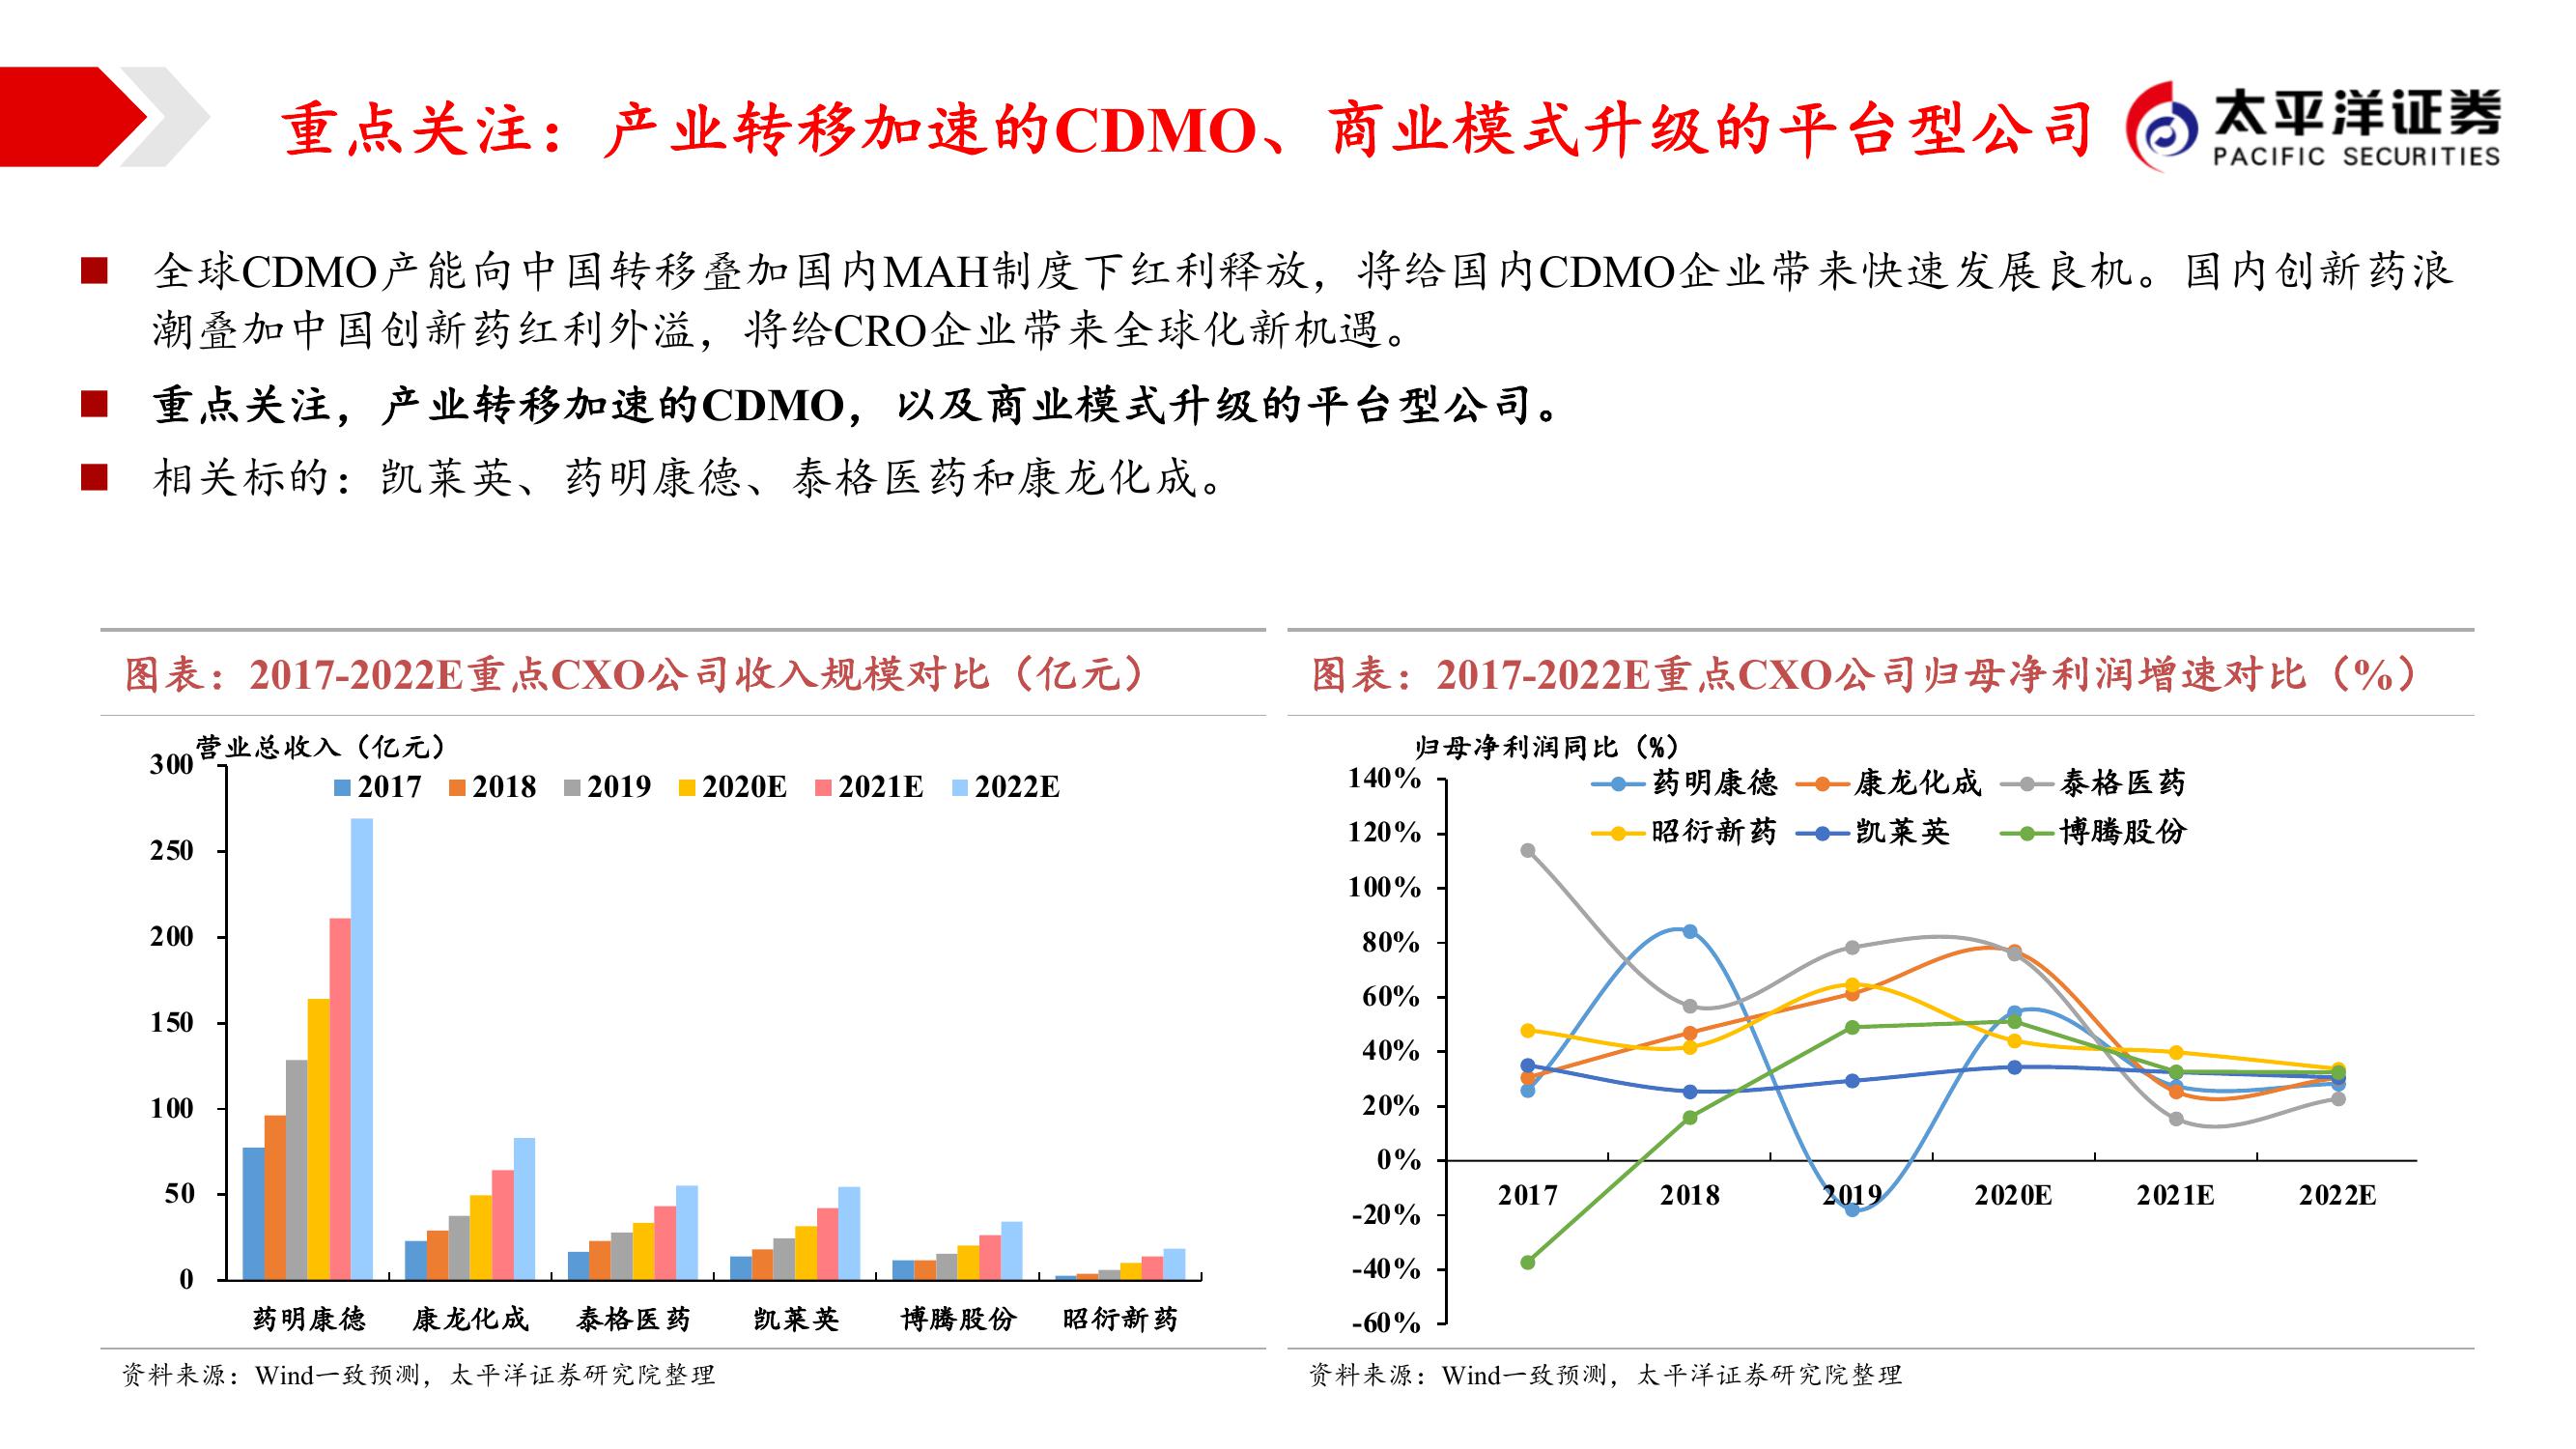 重点关注：产业转移加速的CDMO、商业模式升级的平台型公司
太平洋证券
PACIFIC SECURITIES
全球CDMO产能向中国转移叠加国内MAH制度下红利释放，将给国内CDMO企业带来快速发展良机。国内创新药浪
潮叠加中国创新药红利外溢，将给CRO企业带来全球化新机遇。
重点关注，产业转移加速的CDMO，以及商业模式升级的平台型公司。
相关标的：凯莱英、药明康德、泰格医药和康龙化成。
图表：2017-2022E重点CXO公司收入规模对比（亿元）
营业总收入（亿元）
2017 2018 2019 2020E 2021E 2022E
300
250
200
150
100
50
0
药明康德 康龙化成 泰格医药 凯莱英 博腾股份 昭衍新药
资料来源：Wind一致预测，太平洋证券研究院整理
图表：2017-2022E重点CXO公司归母净利润增速对比（%）
归母净利润同比（%）
药明康德 康龙化成 泰格医药
昭衍新药 凯莱英 博腾股份
140%
120%
100%
80%
60%
40%
20%
0%
-20%
-40%
-60%
2017 2018 2019 2020E 2021E 2022E
资料来源：Wind一致预测，太平洋证券研究院整理